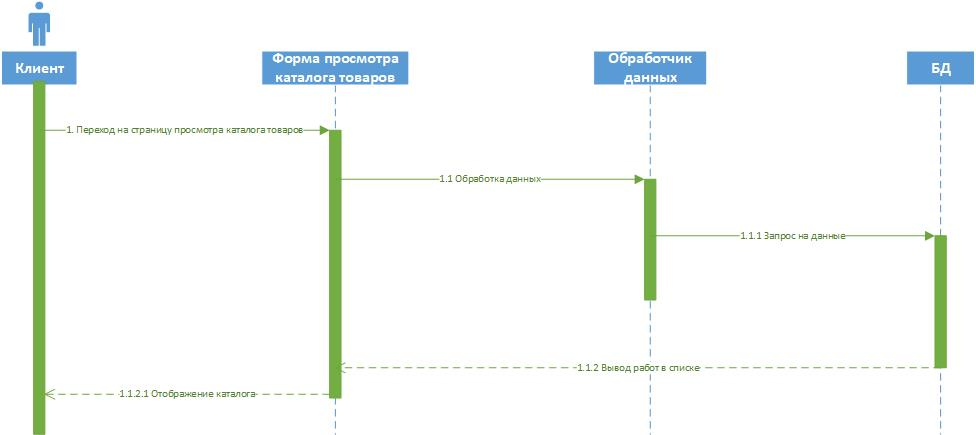 Клиент
Форма просмотра
каталога товаров
Обработчик
данных
БД
1. Переход на страницу просмотра каталога товаров
1.1 Обработка данных
1.1.1 Запрос на данные
1.1.2 Вывод работ в списке
1.1.2.1 Отображение каталога